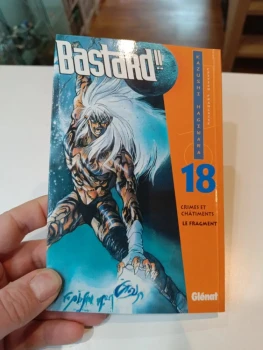 BASTARD!!
KAZUSHI HAGIWARA
18
CRIMES ET
CHÂTIMENTS
LE FRAGMENT
Glénat